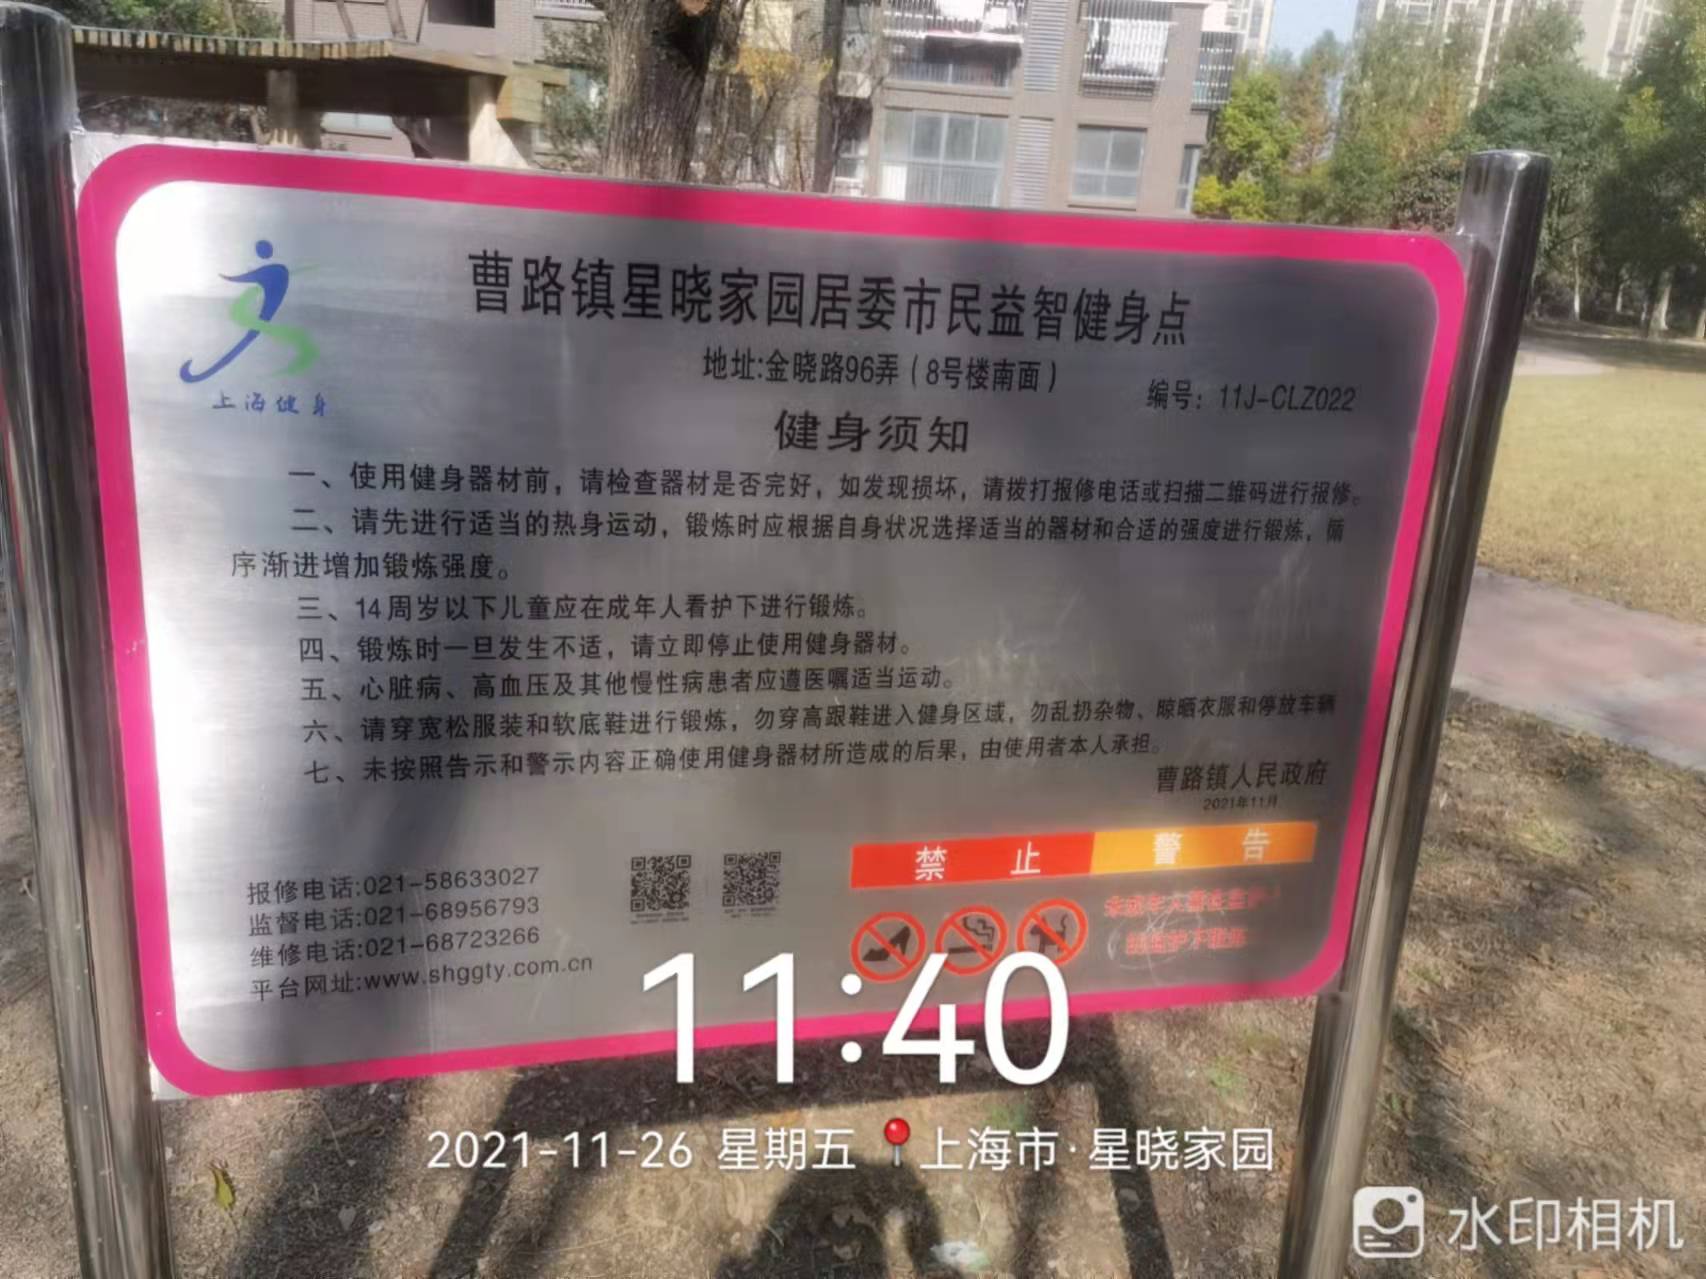 上海健身
曹路镇星晓家园居委市民益智健身点
地址:金晓路96弄（8号楼南面）
编号：11J-CLZ022
健身须知
一、使用健身器材前，请检查器材是否完好，如发现损坏，请拨打报修电话或扫描二维码进行报修。
二、请先进行适当的热身运动，锻炼时应根据自身状况选择适当的器材和合适的强度进行锻炼，循
序渐进增加锻炼强度。
三、14周岁以下儿童应在成年人看护下进行锻炼。
四、锻炼时一旦发生不适，请立即停止使用健身器材。
五、心脏病、高血压及其他慢性病患者应遵医嘱适当运动。
六、请穿宽松服装和软底鞋进行锻炼，勿穿高跟鞋进入健身区域，勿乱扔杂物、晾晒衣服和停放车辆
七、未按照告示和警示内容正确使用健身器材所造成的后果，由使用者本人承担。
曹路镇人民政府
2021年11月
禁止 警告
报修电话:021-58633027
监督电话:021-68956793
维修电话:021-68723266
平台网址:www.shggty.com.cn
未成年人需在监护人
11:40
2021-11-26 星期五 上海市·星晓家园
水印相机